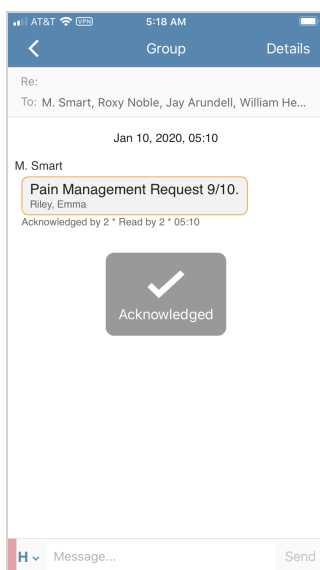 AT&T VPN 5:18 AM
Group Details
Re:
To: M. Smart, Roxy Noble, Jay Arundell, William He...
Jan 10, 2020, 05:10
M. Smart
Pain Management Request 9/10.
Riley, Emma
Acknowledged by 2 * Read by 2 * 05:10
Acknowledged
H Message... Send